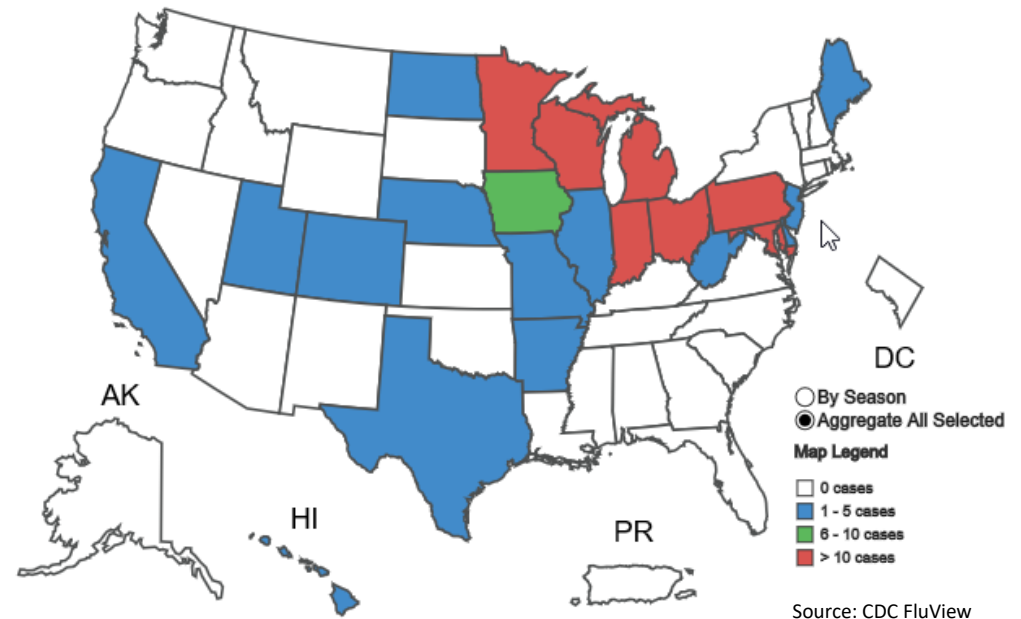 DC
AK
By Season
Aggregate All Selected
Map Legend
0 cases
1 - 5 cases
HI
PR
6 - 10 cases
> 10 cases
Source: CDC FluView